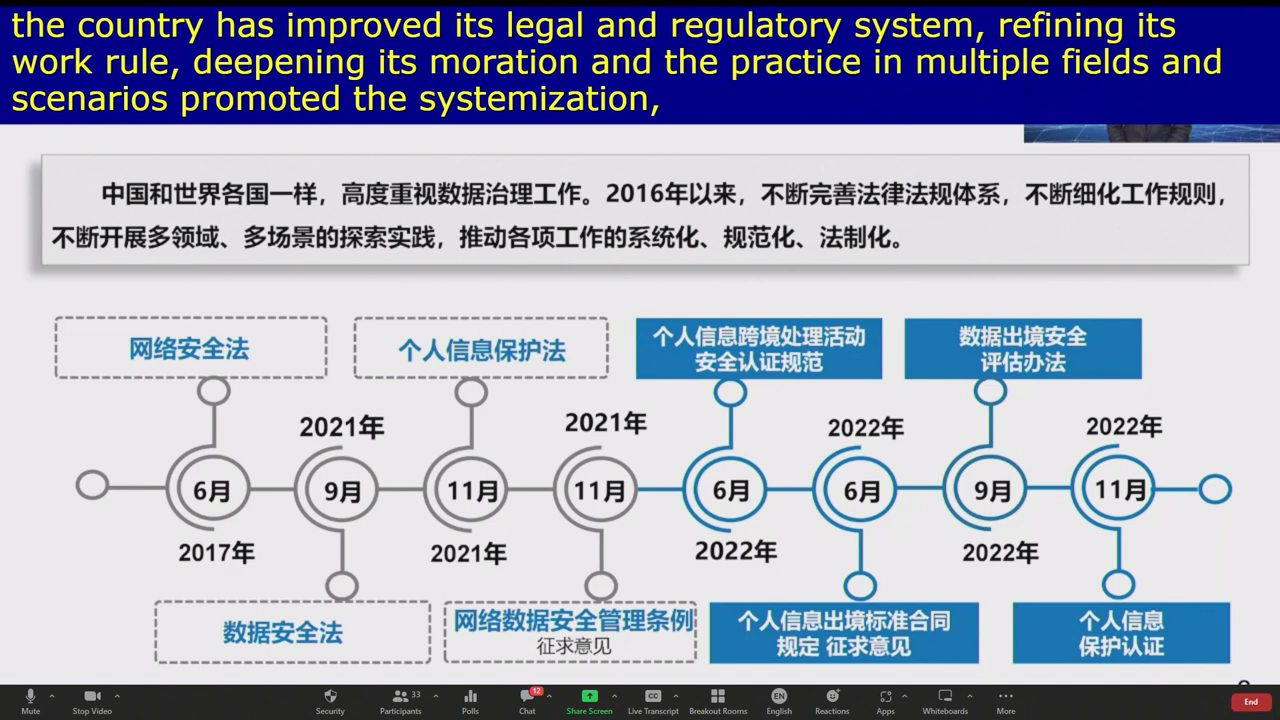 the country has improved its legal and regulatory system, refining its
work rule, deepening its moration and the practice in multiple fields and
scenarios promoted the systemization,
中国和世界各国一样，高度重视数据治理工作。2016年以来，不断完善法律法规体系，不断细化工作规则，
不断开展多领域、多场景的探索实践，推动各项工作的系统化、规范化、法制化。
网络安全法
个人信息保护法
个人信息跨境处理活动
安全认证规范
数据出境安全
评估办法
2021年
2021年
2022年
2022年
6月
9月
11月
11月
6月
6月
9月
11月
2017年
2021年
2022年
2022年
数据安全法
网络数据安全管理条例
征求意见
个人信息出境标准合同
规定 征求意见
个人信息
保护认证
33
12
CC
EN
Mute
Stop Video
Security
Participants
Polls
Chat
Share Screen
Live Transcript
Breakout Rooms
English
Reactions
Apps
Whiteboards
More
End